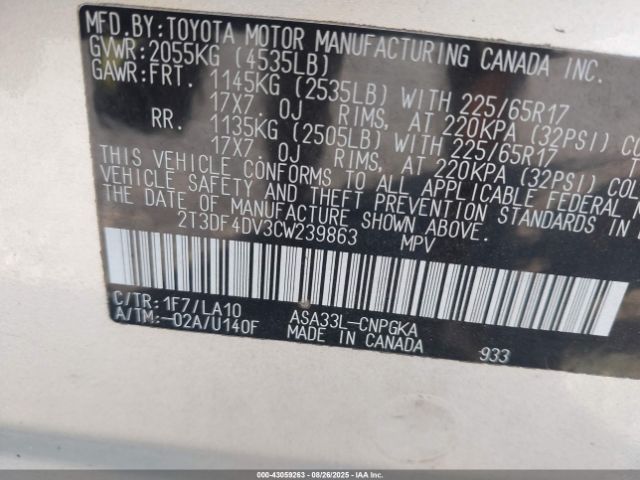 MFD. BY: TOYOTA MOTOR MANUFACTURING CANADA INC.
GVWR: 2055KG (4535LB)
GAWR: FRT. 1145KG (2535LB) WITH 225/65R17
17X7. 0J RIMS, AT 220KPA (32PSI)
RR. 1135KG (2505LB) WITH 225/65R17
17X7. 0J RIMS, AT 220KPA (32PSI)
THIS VEHICLE CONFORMS TO ALL APPLICABLE FEDERAL
VEHICLE SAFETY AND THEFT PREVENTION STANDARDS IN
THE DATE OF MANUFACTURE SHOWN ABOVE.
2T3DF4DV3CW239863 MPV
C/TR: 1F7/LA10 ASA33L-CNPGKA
A/TM:-02A/U140F MADE IN CANADA 933
000-43059263 - 08/26/2025 - IAA Inc.